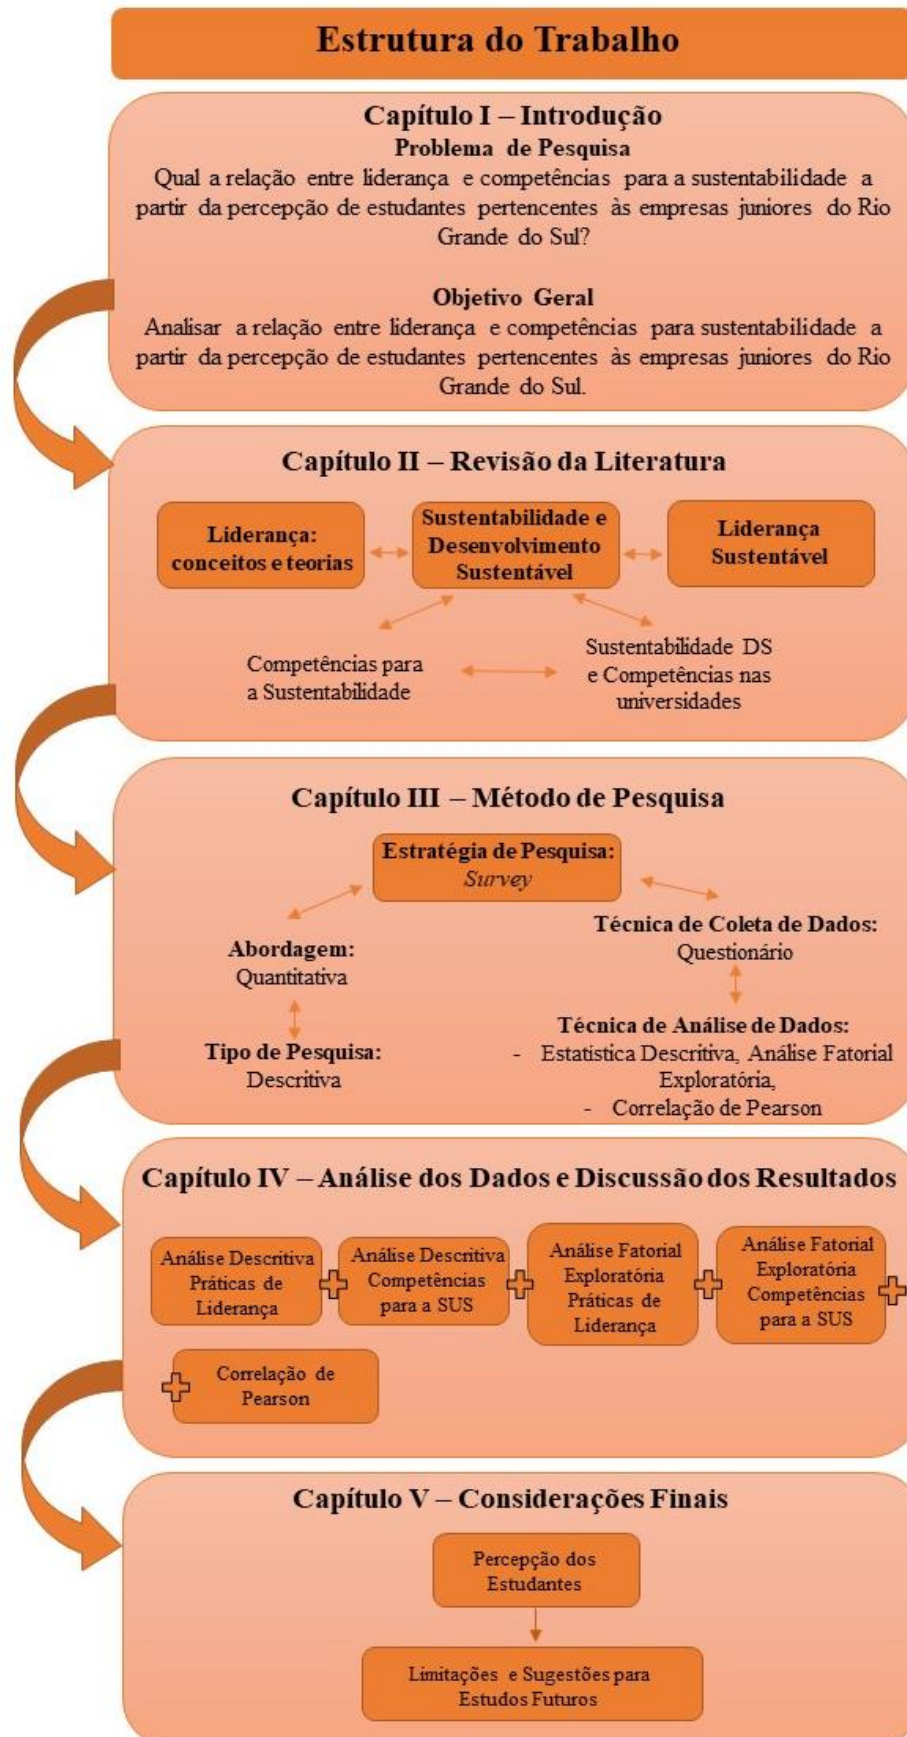 Estrutura do Trabalho
Capítulo I – Introdução
Problema de Pesquisa
Qual a relação entre liderança e competências para a sustentabilidade a
partir da percepção de estudantes pertencentes às empresas juniores do Rio
Grande do Sul?
Objetivo Geral
Analisar a relação entre liderança e competências para sustentabilidade a
partir da percepção de estudantes pertencentes às empresas juniores do Rio
Grande do Sul.
Capítulo II – Revisão da Literatura
Liderança:
conceitos e teorias
Sustentabilidade e
Desenvolvimento
Sustentável
Liderança
Sustentável
Competências para
a Sustentabilidade
Sustentabilidade DS
e Competências nas
universidades
Capítulo III – Método de Pesquisa
Estratégia de Pesquisa:
Survey
Abordagem:
Quantitativa
Tipo de Pesquisa:
Descritiva
Técnica de Coleta de Dados:
Questionário
Técnica de Análise de Dados:
- Estatística Descritiva, Análise Fatorial
Exploratória,
- Correlação de Pearson
Capítulo IV – Análise dos Dados e Discussão dos Resultados
Análise Descritiva
Práticas de
Liderança
Análise Descritiva
Competências
para a SUS
Análise Fatorial
Exploratória
Práticas de
Liderança
Análise Fatorial
Exploratória
Competências
para a SUS
Correlação de
Pearson
Capítulo V – Considerações Finais
Percepção dos
Estudantes
Limitações e Sugestões para
Estudos Futuros